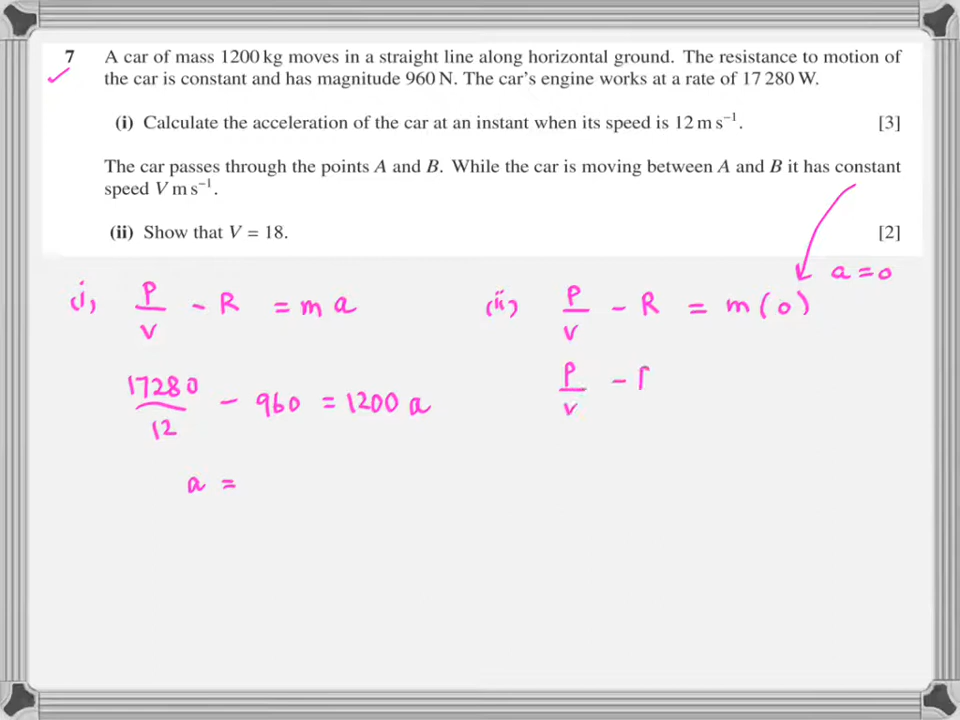 7 A car of mass 1200 kg moves in a straight line along horizontal ground. The resistance to motion of
the car is constant and has magnitude 960 N. The car's engine works at a rate of 17 280 W.
(i) Calculate the acceleration of the car at an instant when its speed is 12 m s⁻¹. [3]
The car passes through the points A and B. While the car is moving between A and B it has constant
speed V m s⁻¹.
(ii) Show that V = 18. [2]
a = 0
(i) P/v - R = ma
17280/12 - 960 = 1200 a
a =
(ii) P/v - R = m(0)
P/v -